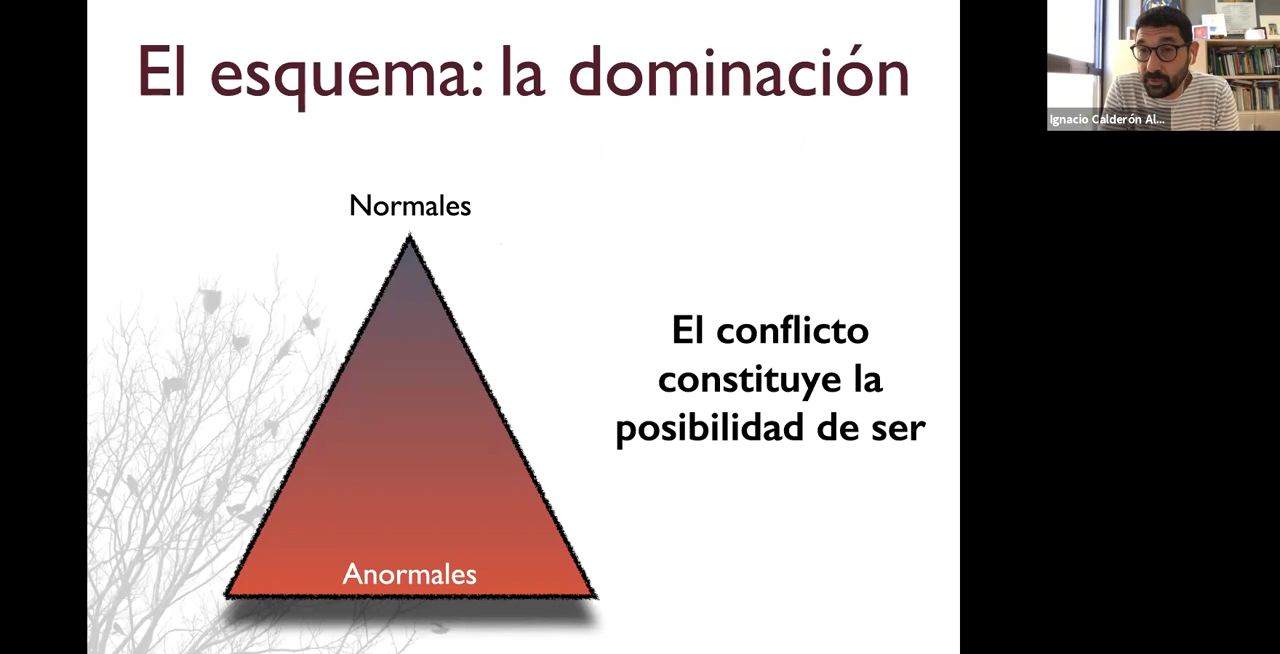 El esquema: la dominación
Ignacio Calderón Al...
Normales
El conflicto
constituye la
posibilidad de ser
Anormales